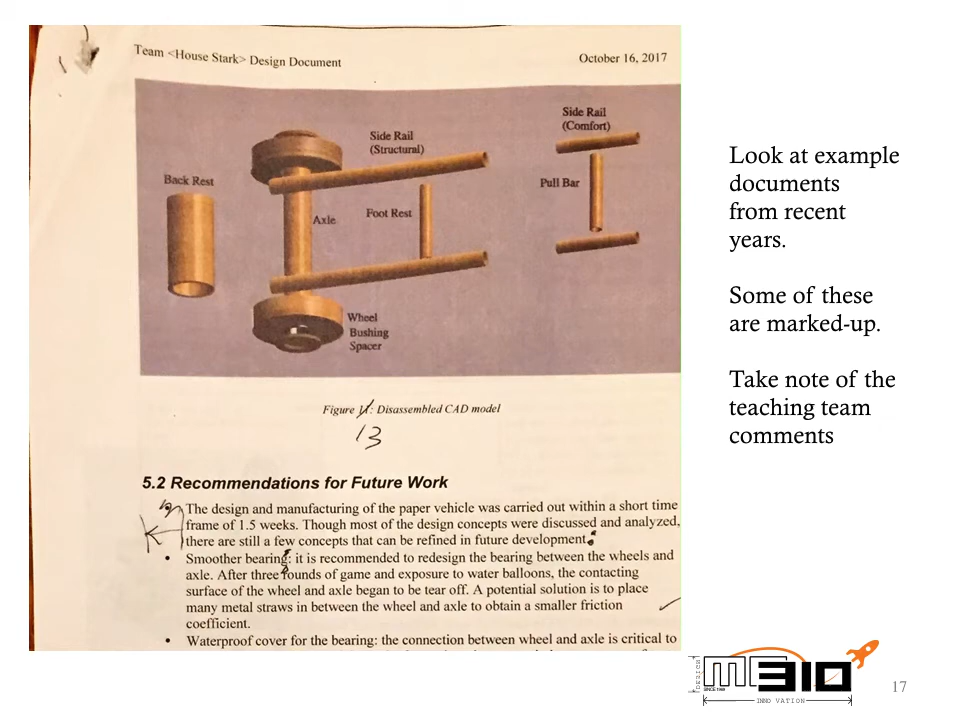 Team <House Stark> Design Document
October 16, 2017
Side Rail
(Comfort)
Side Rail
(Structural)
Back Rest
Pull Bar
Foot Rest
Axle
Wheel
Bushing
Spacer
Figure 11: Disassembled CAD model
13
5.2 Recommendations for Future Work
The design and manufacturing of the paper vehicle was carried out within a short time
frame of 1.5 weeks. Though most of the design concepts were discussed and analyzed,
there are still a few concepts that can be refined in future development.
• Smoother bearing: it is recommended to redesign the bearing between the wheels and
axle. After three rounds of game and exposure to water balloons, the contacting
surface of the wheel and axle began to be tear off. A potential solution is to place
many metal straws in between the wheel and axle to obtain a smaller friction
coefficient.
• Waterproof cover for the bearing: the connection between wheel and axle is critical to
Look at example
documents
from recent
years.
Some of these
are marked-up.
Take note of the
teaching team
comments
DESIGN
ME310
SINCE 1969
INNOVATION
17